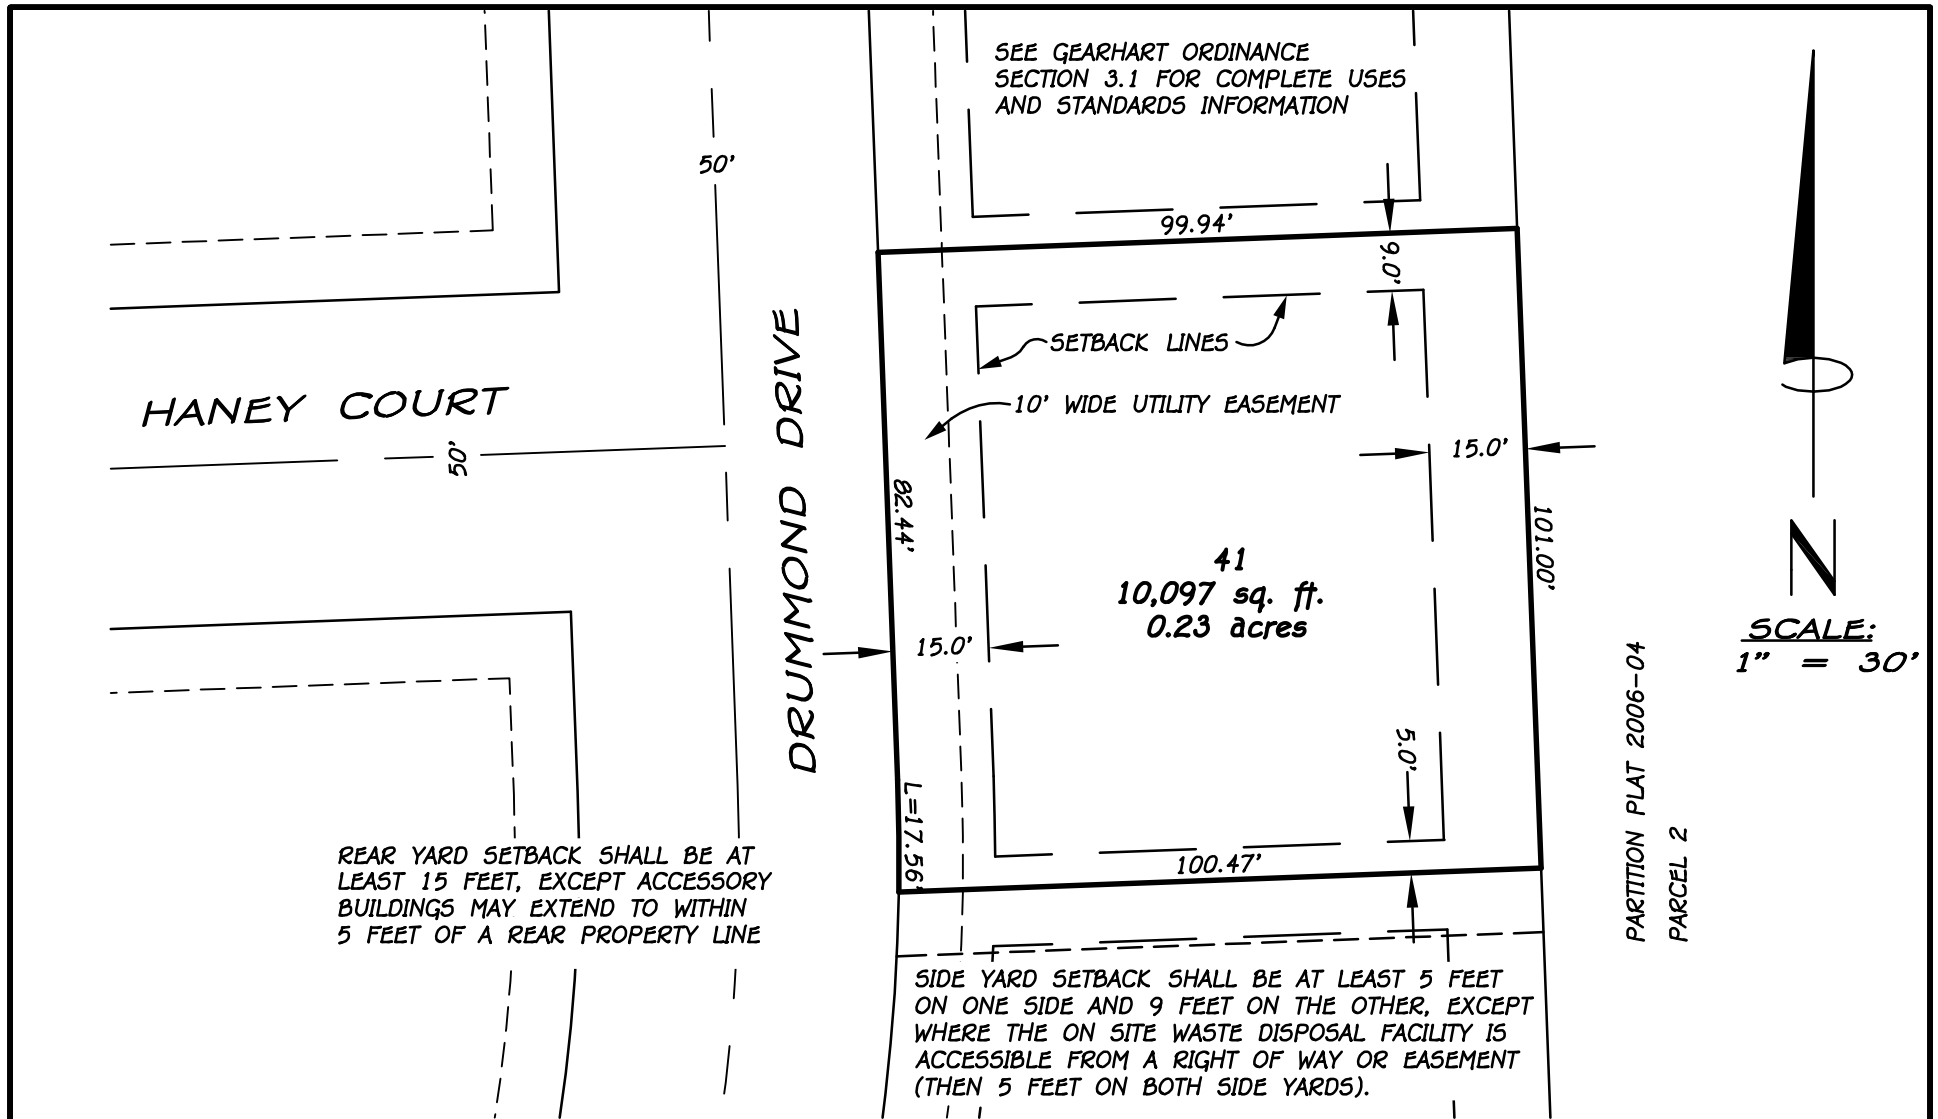 SEE GEARHART ORDINANCE
SECTION 3.1 FOR COMPLETE USES
AND STANDARDS INFORMATION
50'
99.94'
9.0'
SETBACK LINES
10' WIDE UTILITY EASEMENT
HANEY COURT
50'
DRUMMOND DRIVE
82.44'
15.0'
101.00'
41
10,097 sq. ft.
0.23 acres
15.0'
5.0'
L=17.56'
100.47'
N
SCALE:
1" = 30'
PARTITION PLAT 2006-04
PARCEL 2
REAR YARD SETBACK SHALL BE AT
LEAST 15 FEET, EXCEPT ACCESSORY
BUILDINGS MAY EXTEND TO WITHIN
5 FEET OF A REAR PROPERTY LINE
SIDE YARD SETBACK SHALL BE AT LEAST 5 FEET
ON ONE SIDE AND 9 FEET ON THE OTHER, EXCEPT
WHERE THE ON SITE WASTE DISPOSAL FACILITY IS
ACCESSIBLE FROM A RIGHT OF WAY OR EASEMENT
(THEN 5 FEET ON BOTH SIDE YARDS).